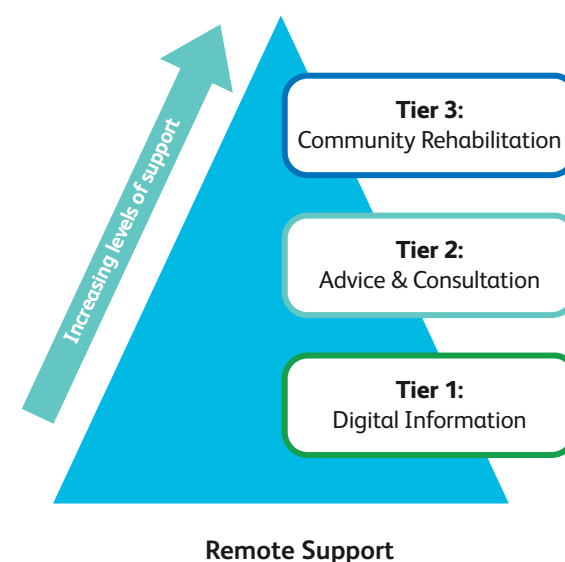 Increasing levels of support
Tier 3:
Community Rehabilitation
Tier 2:
Advice & Consultation
Tier 1:
Digital Information
Remote Support